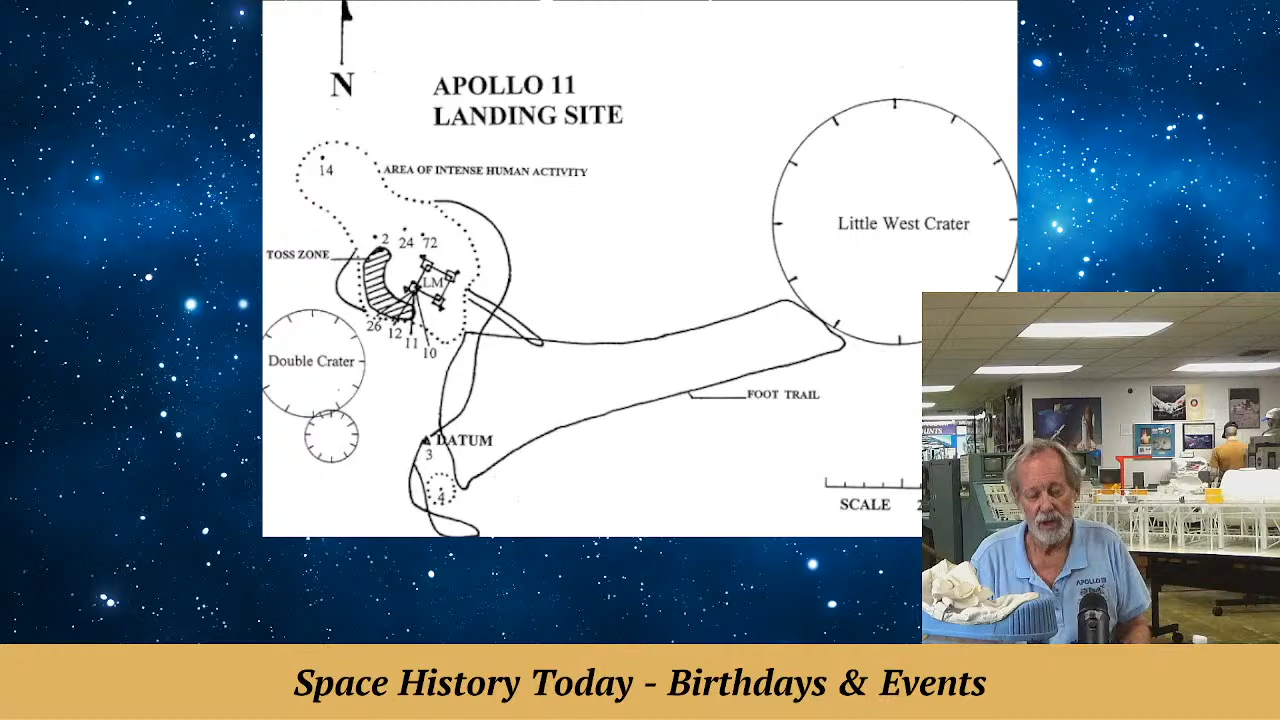 N
APOLLO 11
LANDING SITE
14
AREA OF INTENSE HUMAN ACTIVITY
Little West Crater
2
24
72
TOSS ZONE
LM
26
12
11
10
Double Crater
FOOT TRAIL
DATUM
3
4
SCALE
APOLLO
Space History Today - Birthdays & Events